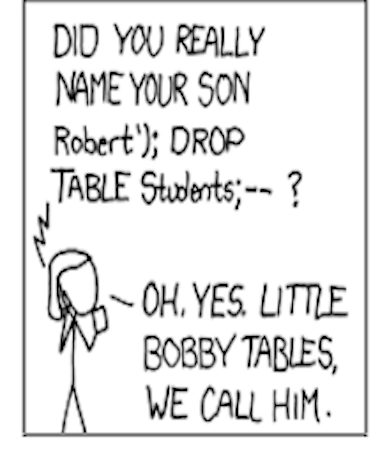 DID YOU REALLY
NAME YOUR SON
Robert'); DROP
TABLE Students;-- ?
OH, YES. LITTLE
BOBBY TABLES,
WE CALL HIM.